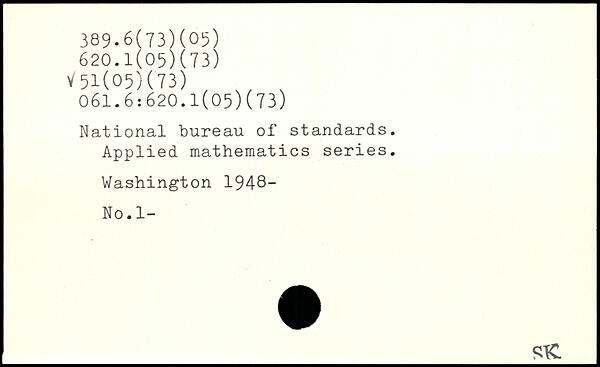 389.6(73)(05)
620.1(05)(73)
√51(05)(73)
061.6:620.1(05)(73)
National bureau of standards.
Applied mathematics series.
Washington 1948-
No.1-
SK